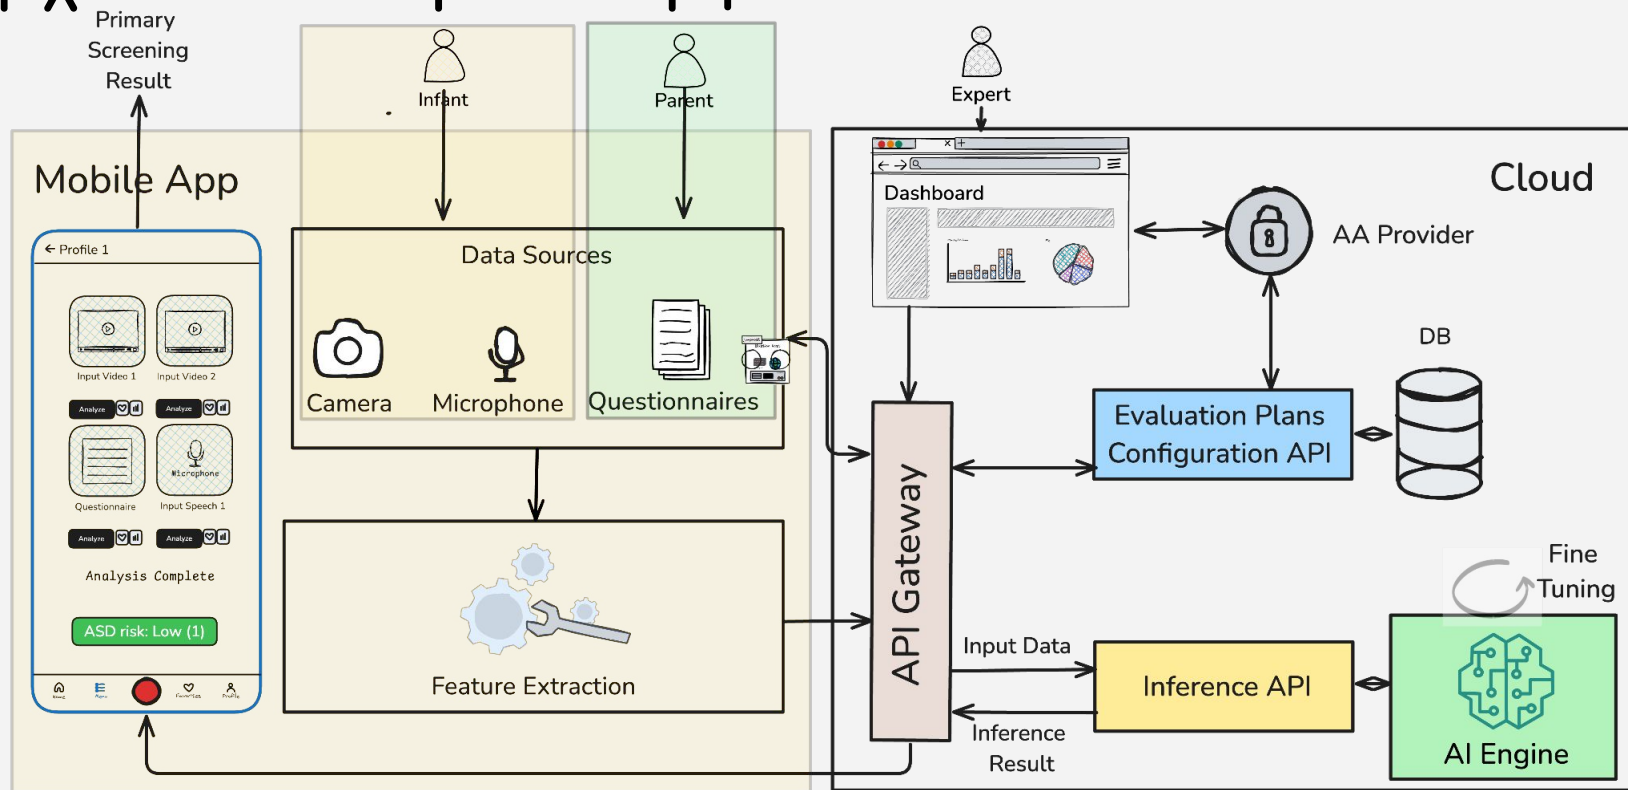 Primary
Screening
Result
Infant
Parent
Expert
Mobile App
Cloud
← Profile 1
Data Sources
Dashboard
AA Provider
Input Video 1
Input Video 2
Camera
Microphone
Questionnaires
DB
Analyze
Analyze
Evaluation Plans
Configuration API
Microphone
Questionnaire
Input Speech 1
Analyze
Analyze
API Gateway
Analysis Complete
Fine
Tuning
ASD risk: Low (1)
Input Data
Feature Extraction
Inference API
Favorites
Profile
Inference
Result
AI Engine